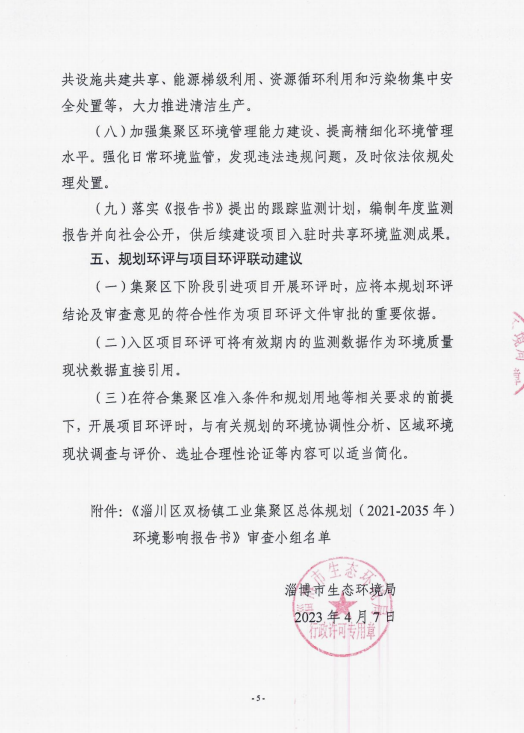 共设施共建共享、能源梯级利用、资源循环利用和污染物集中安
全处置等，大力推进清洁生产。
（八）加强集聚区环境管理能力建设、提高精细化环境管理
水平。强化日常环境监管，发现违法违规问题，及时依法依规处
理处置。
（九）落实《报告书》提出的跟踪监测计划，编制年度监测
报告并向社会公开，供后续建设项目入驻时共享环境监测成果。
五、规划环评与项目环评联动建议
（一）集聚区下阶段引进项目开展环评时，应将本规划环评
结论及审查意见的符合性作为项目环评文件审批的重要依据。
（二）入区项目环评可将有效期内的监测数据作为环境质量
现状数据直接引用。
（三）在符合集聚区准入条件和规划用地等相关要求的前提
下，开展项目环评时，与有关规划的环境协调性分析、区域环境
现状调查与评价、选址合理性论证等内容可以适当简化。
附件：《淄川区双杨镇工业集聚区总体规划（2021-2035 年）
环境影响报告书》审查小组名单
淄博市生态环境局
2023 年 4 月 7 日
行政许可专用章
- 5 -